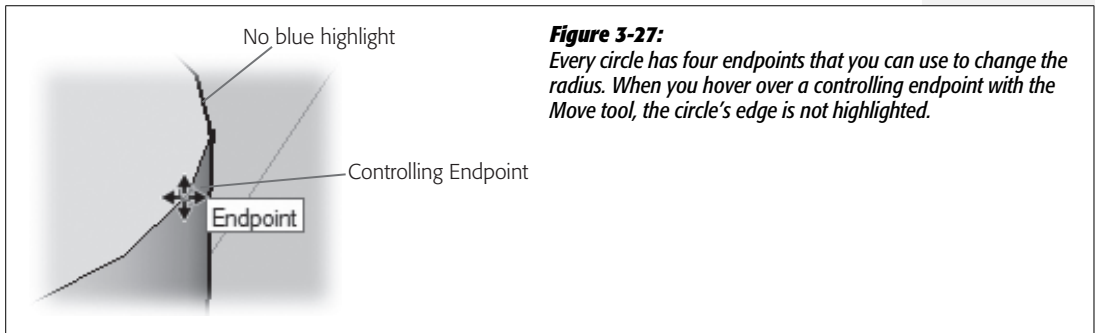 No blue highlight
Controlling Endpoint
Endpoint
Figure 3-27:
Every circle has four endpoints that you can use to change the
radius. When you hover over a controlling endpoint with the
Move tool, the circle's edge is not highlighted.